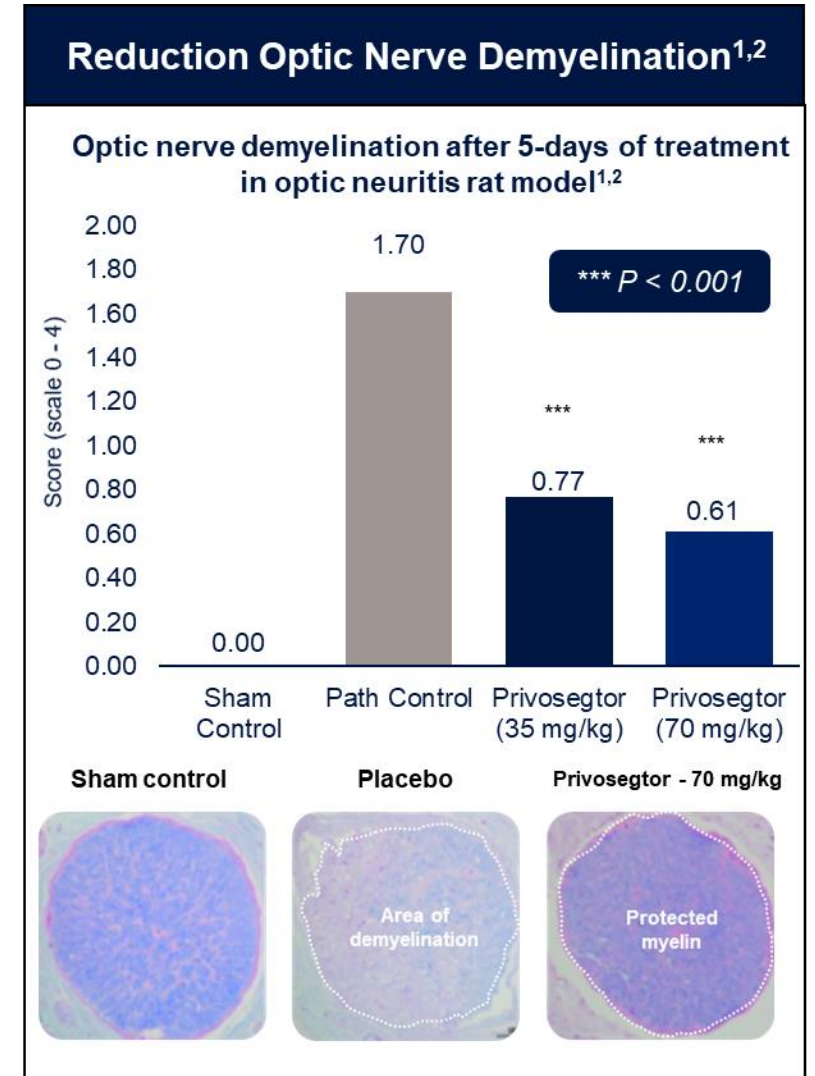 Reduction Optic Nerve Demyelination1,2
Optic nerve demyelination after 5-days of treatment
in optic neuritis rat model1,2
Score (scale 0 - 4)
2.00
1.80
1.60
1.40
1.20
1.00
0.80
0.60
0.40
0.20
0.00
0.00
1.70
0.77
0.61
***
***
*** P < 0.001
Sham
Control
Path Control
Privosegtor
(35 mg/kg)
Privosegtor
(70 mg/kg)
Sham control
Placebo
Privosegtor - 70 mg/kg
Area of
demyelination
Protected
myelin